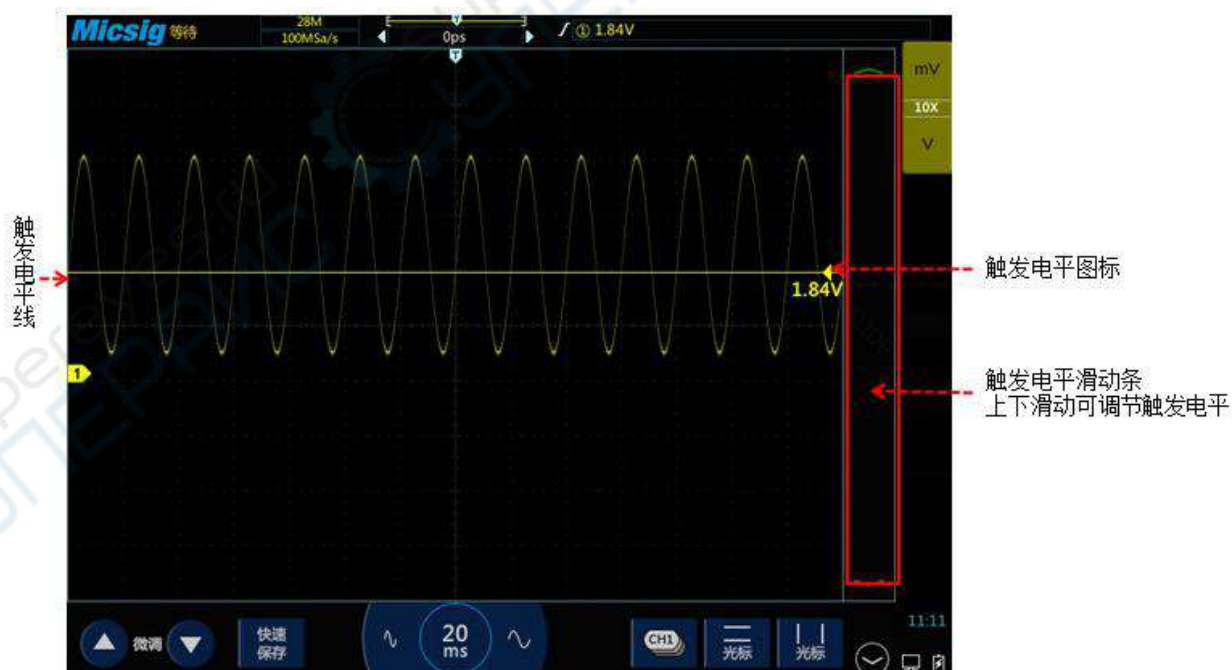 Micsig 等待
28M
100MSa/s
0ps
T
① 1.84V
T
mV
10X
V
触发电平线
1.84V
触发电平图标
1
触发电平滑动条
上下滑动可调节触发电平
微调
快速
保存
20
ms
CH1
光标
光标
11:11